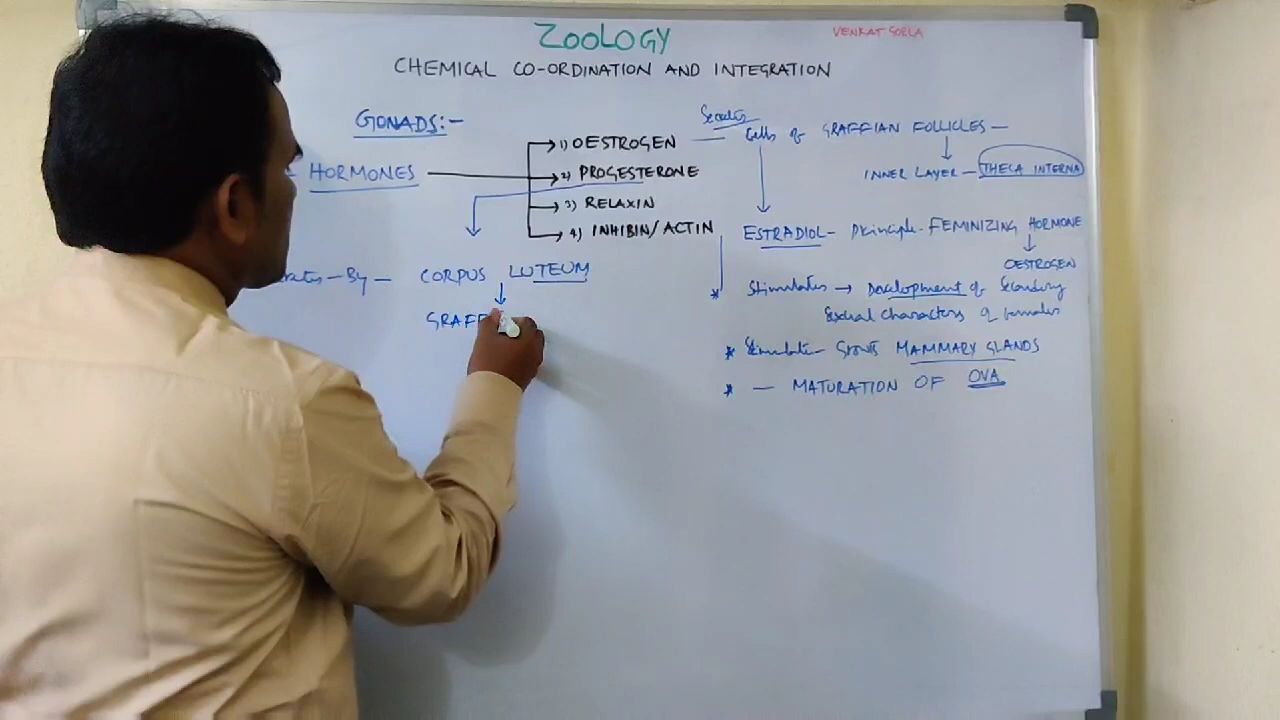 ZOOLOGY
VENKAT GORLA
CHEMICAL CO-ORDINATION AND INTEGRATION
GONADS:-
HORMONES
1) OESTROGEN
2) PROGESTERONE
3) RELAXIN
4) INHIBIN/ACTIN
Secretes
Cells of GRAFFIAN FOLLICLES —
INNER LAYER — THECA INTERNA
ESTRADIOL - Principle - FEMINIZING HORMONE
OESTROGEN
* Stimulates → Development of Secondary
Sexual characters of females
* Stimulates MAMMARY GLANDS
* — MATURATION OF OVA
By — CORPUS LUTEUM
GRAFF